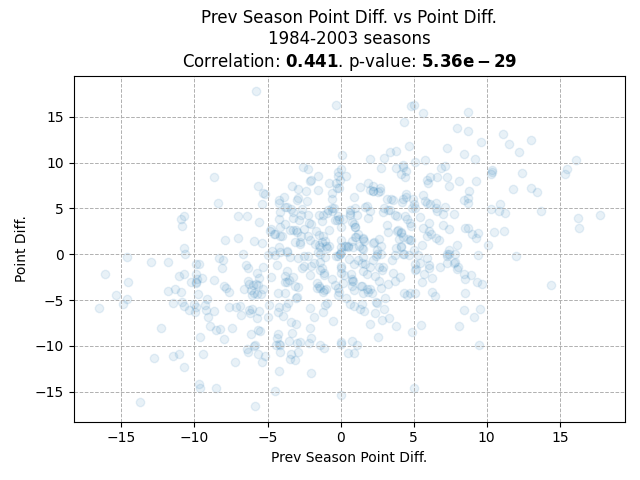 Prev Season Point Diff. vs Point Diff.
1984-2003 seasons
Correlation: 0.441. p-value: 5.36e−29
15
10
5
0
−5
−10
−15
Point Diff.
−15
−10
−5
0
5
10
15
Prev Season Point Diff.